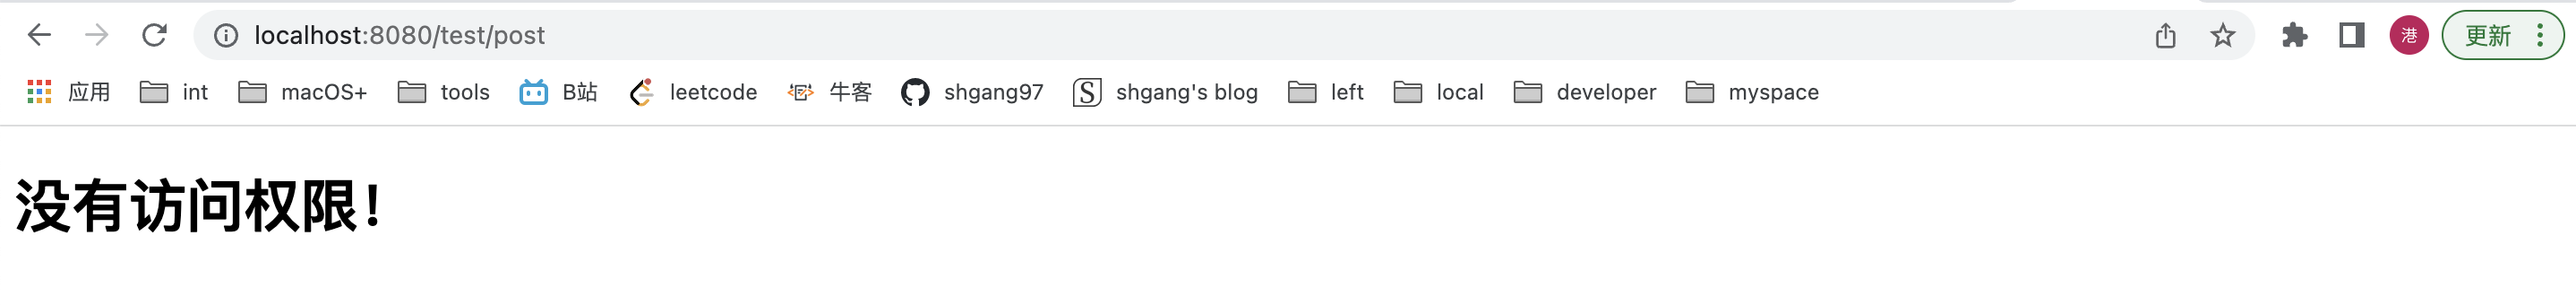 localhost:8080/test/post 港 更新
应用 int macOS+ tools B站 leetcode 牛客 shgang97 S shgang's blog left local developer myspace
没有访问权限！